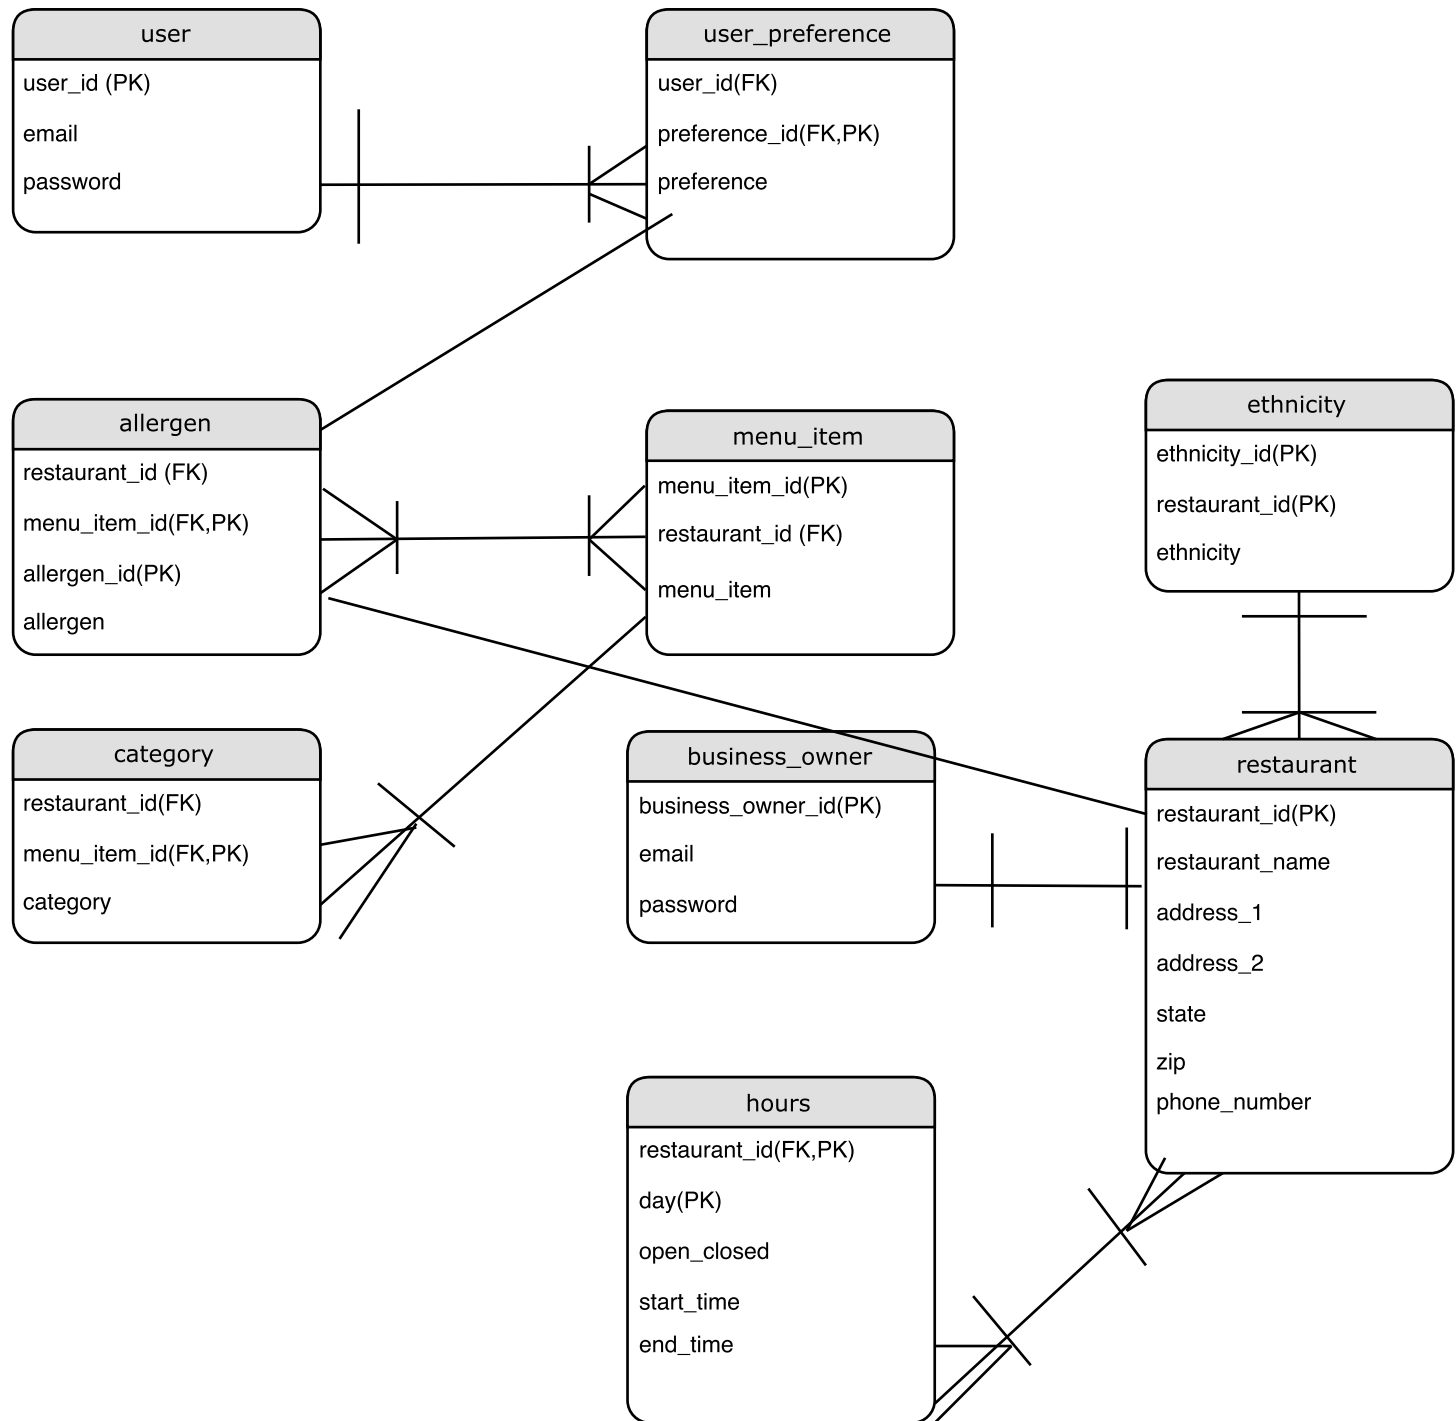 user
user_id (PK)
email
password
user_preference
user_id(FK)
preference_id(FK,PK)
preference
allergen
restaurant_id (FK)
menu_item_id(FK,PK)
allergen_id(PK)
allergen
menu_item
menu_item_id(PK)
restaurant_id (FK)
menu_item
ethnicity
ethnicity_id(PK)
restaurant_id(PK)
ethnicity
category
restaurant_id(FK)
menu_item_id(FK,PK)
category
business_owner
business_owner_id(PK)
email
password
restaurant
restaurant_id(PK)
restaurant_name
address_1
address_2
state
zip
phone_number
hours
restaurant_id(FK,PK)
day(PK)
open_closed
start_time
end_time